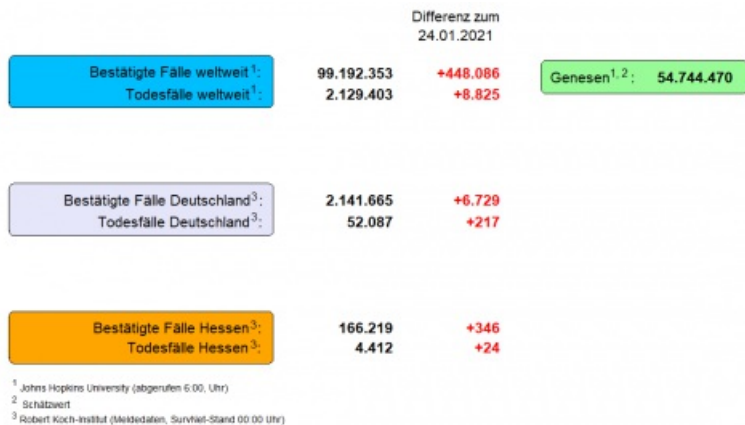 Differenz zum
24.01.2021
Bestätigte Fälle weltweit¹: 99.192.353 +448.086 Genesen¹,²: 54.744.470
Todesfälle weltweit¹: 2.129.403 +8.825
Bestätigte Fälle Deutschland³: 2.141.665 +6.729
Todesfälle Deutschland³: 52.087 +217
Bestätigte Fälle Hessen³: 166.219 +346
Todesfälle Hessen³: 4.412 +24
¹ Johns Hopkins University (abgerufen 6:00, Uhr)
² Schätzwert
³ Robert Koch-Institut (Meldedaten, SurvNet-Stand 00:00 Uhr)